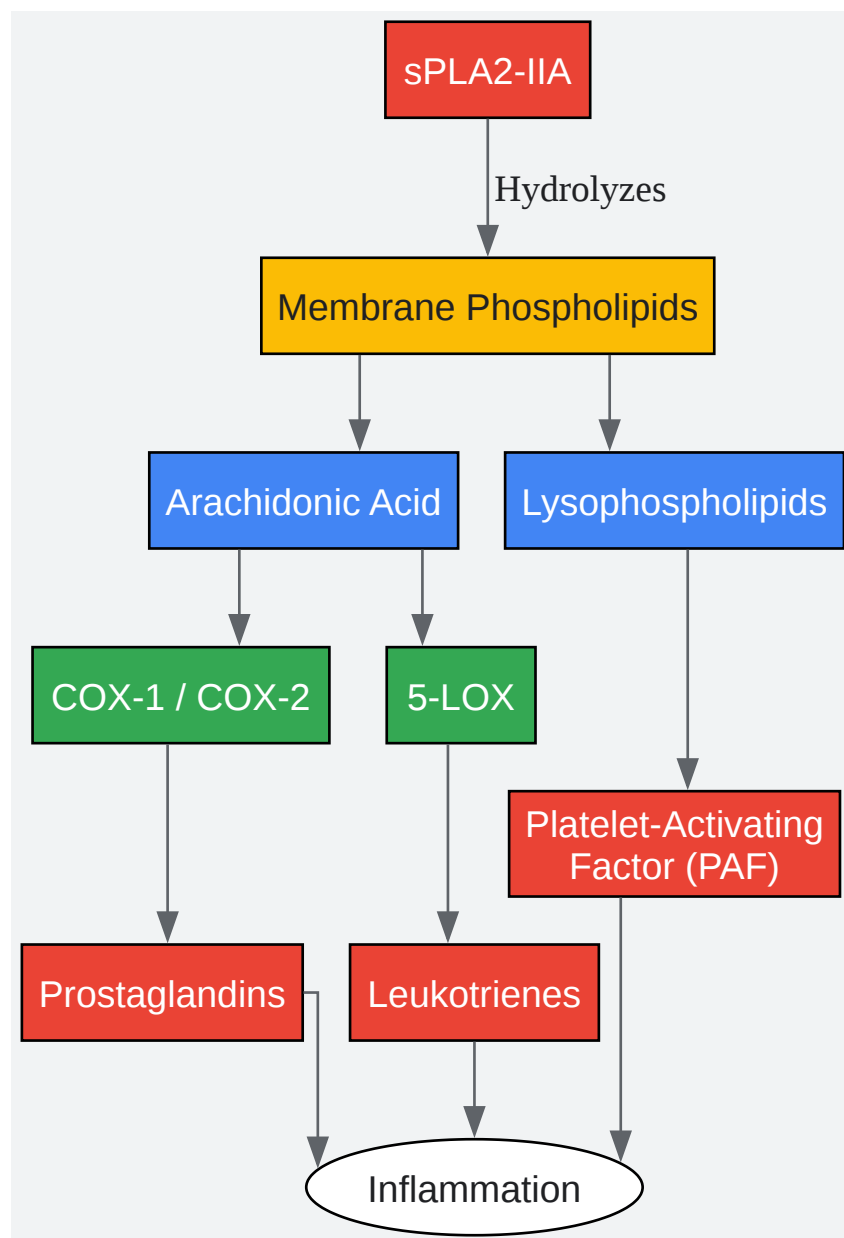 sPLA2-IIA
Hydrolyzes
Membrane Phospholipids
Arachidonic Acid
Lysophospholipids
COX-1 / COX-2
5-LOX
Platelet-Activating
Factor (PAF)
Prostaglandins
Leukotrienes
Inflammation